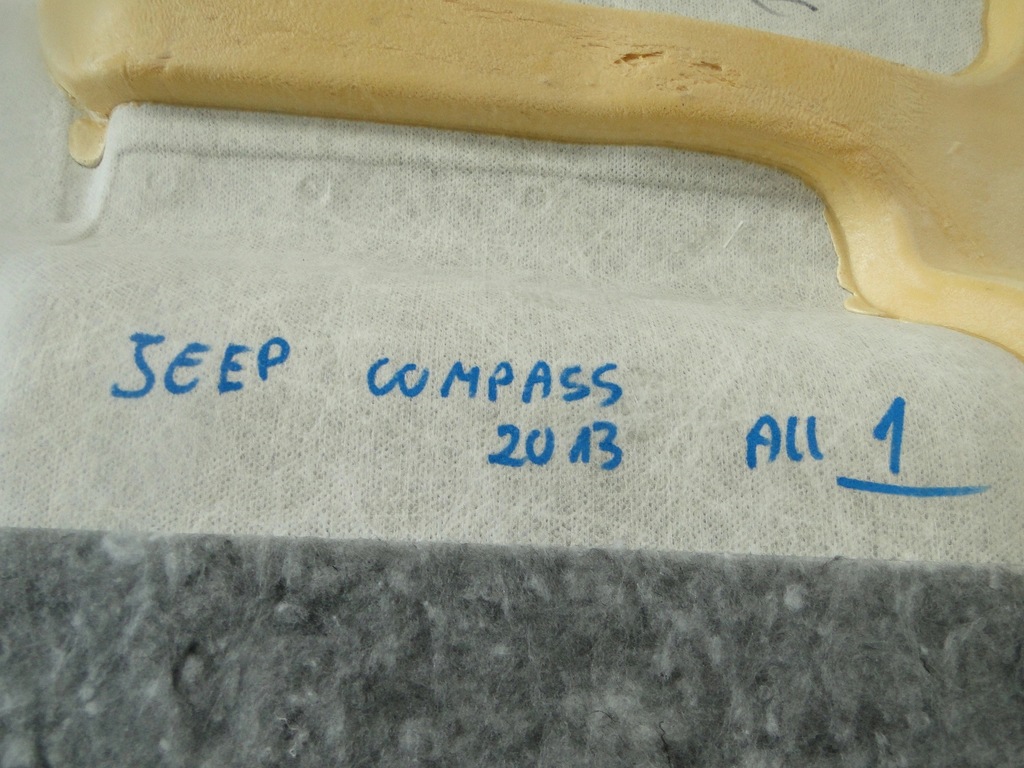 JEEP COMPASS
2013 All 1